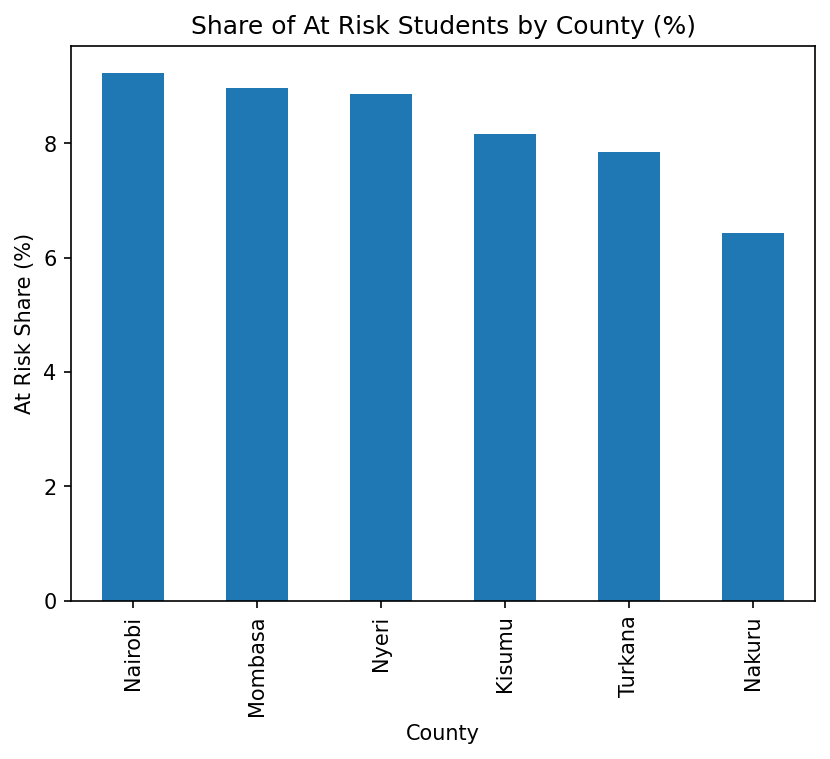 Share of At Risk Students by County (%)
At Risk Share (%)
8
6
4
2
0
Nairobi
Mombasa
Nyeri
Kisumu
Turkana
Nakuru
County